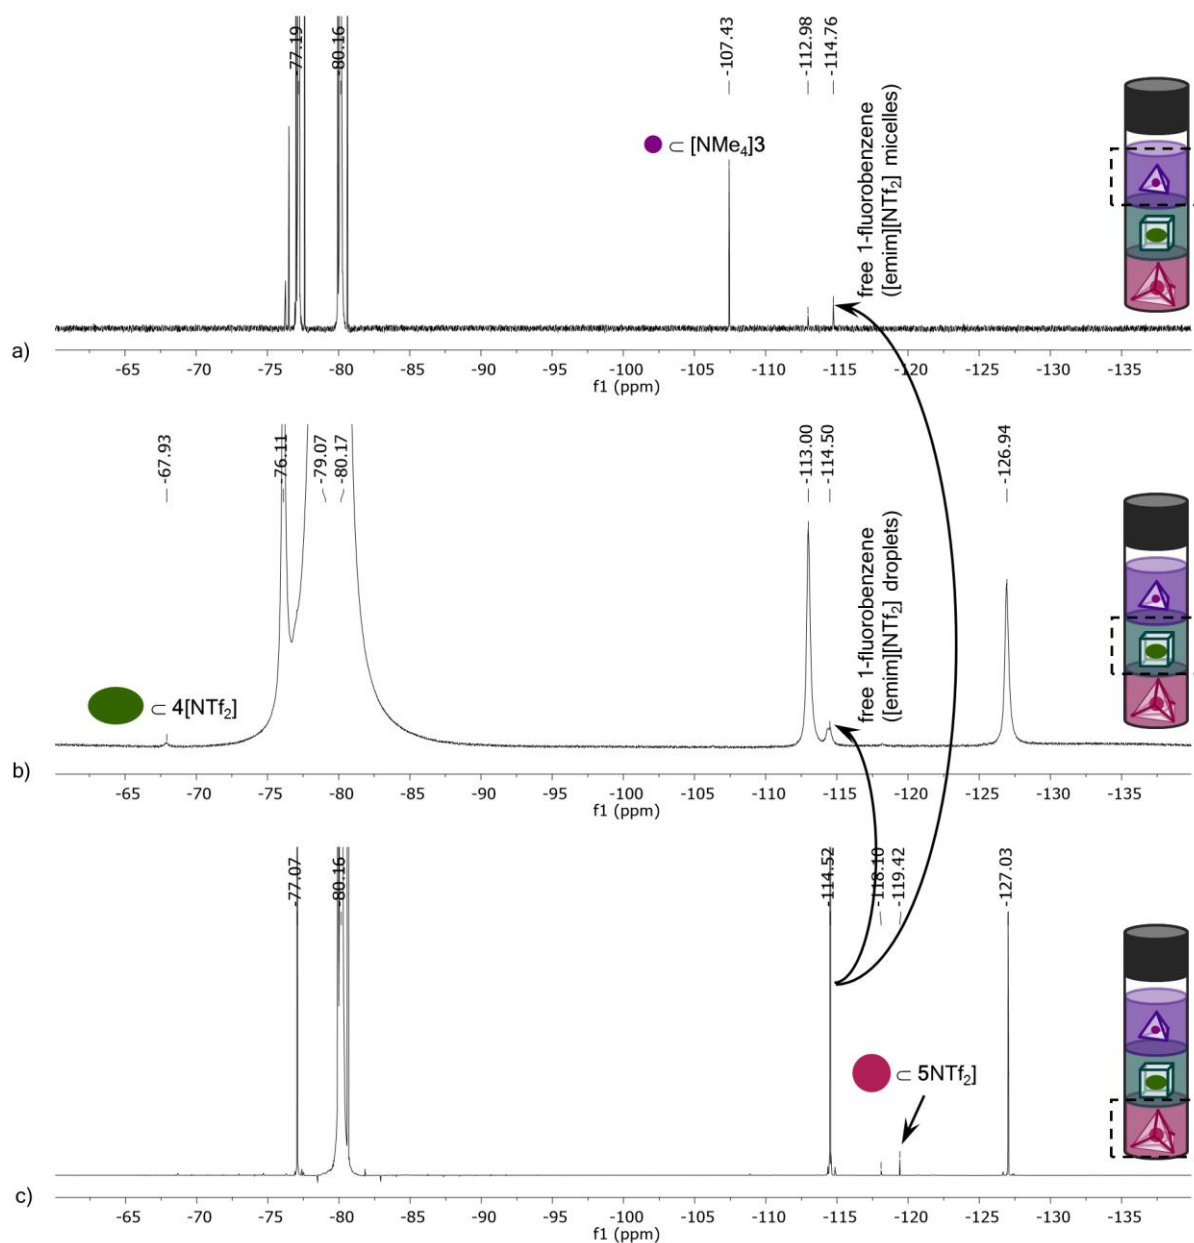 -77.19
-80.16
-107.43
-112.98
-114.76
⊂ [NMe₄]3
free 1-fluorobenzene
([emim][NTf₂] micelles)
a)
-65 -70 -75 -80 -85 -90 -95 -100 -105 -110 -115 -120 -125 -130 -135
f1 (ppm)
-67.93
-76.11
-79.07
-80.17
-113.00
-114.50
-126.94
⊂ 4[NTf₂]
free 1-fluorobenzene
([emim][NTf₂] droplets)
b)
-65 -70 -75 -80 -85 -90 -95 -100 -105 -110 -115 -120 -125 -130 -135
f1 (ppm)
-77.07
-80.16
-114.52
-118.10
-119.42
-127.03
⊂ 5NTf₂]
c)
-65 -70 -75 -80 -85 -90 -95 -100 -105 -110 -115 -120 -125 -130 -135
f1 (ppm)